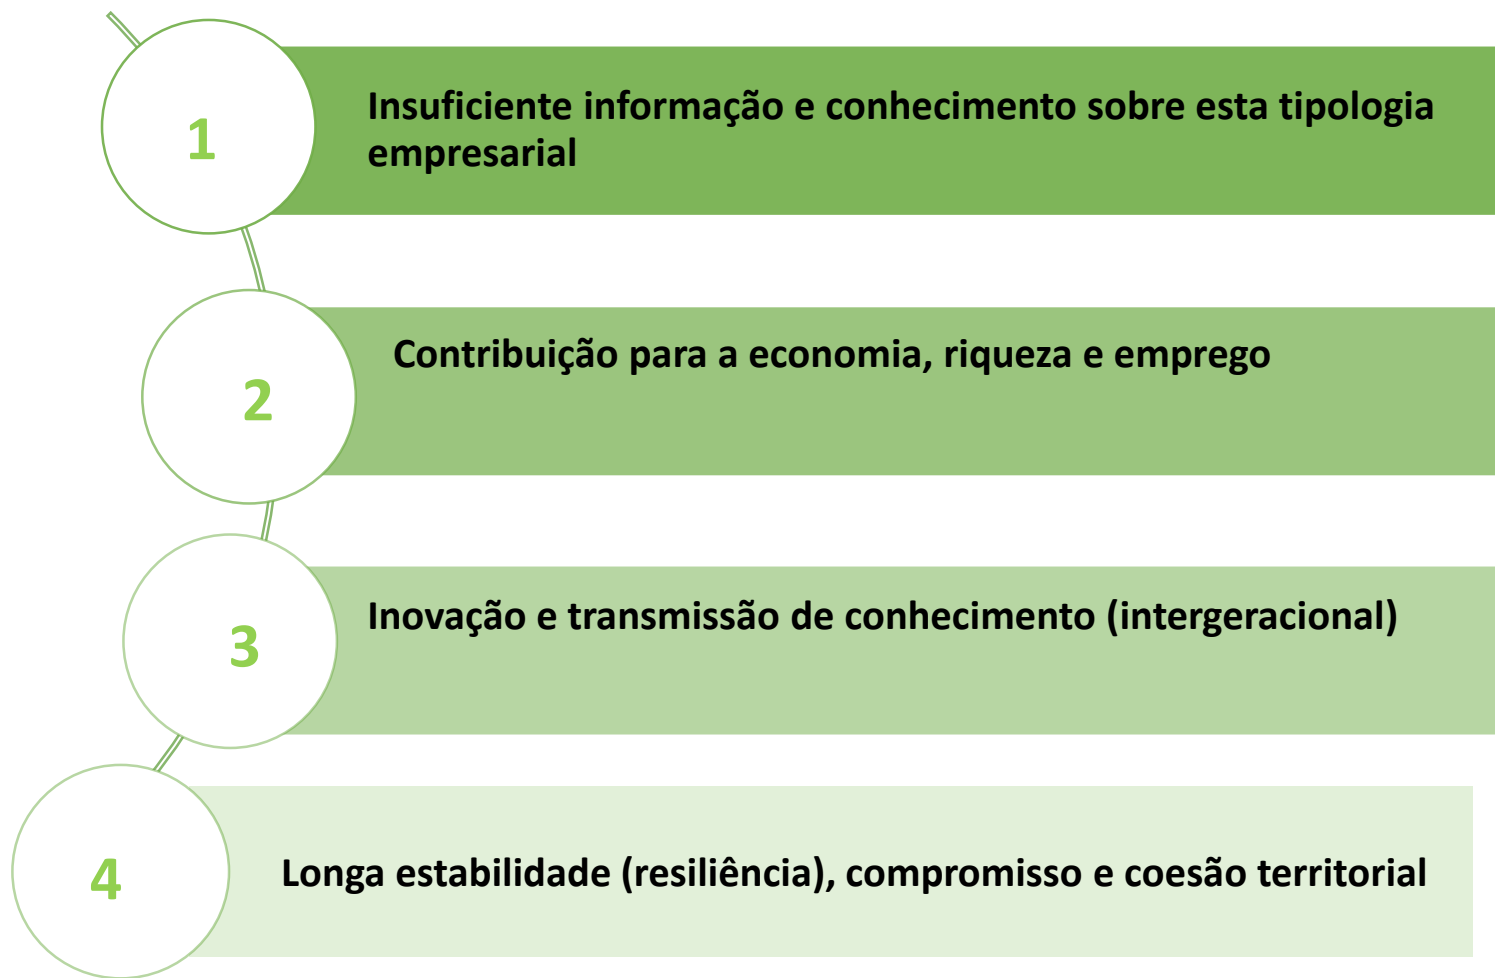 1
Insuficiente informação e conhecimento sobre esta tipologia
empresarial
2
Contribuição para a economia, riqueza e emprego
3
Inovação e transmissão de conhecimento (intergeracional)
4
Longa estabilidade (resiliência), compromisso e coesão territorial